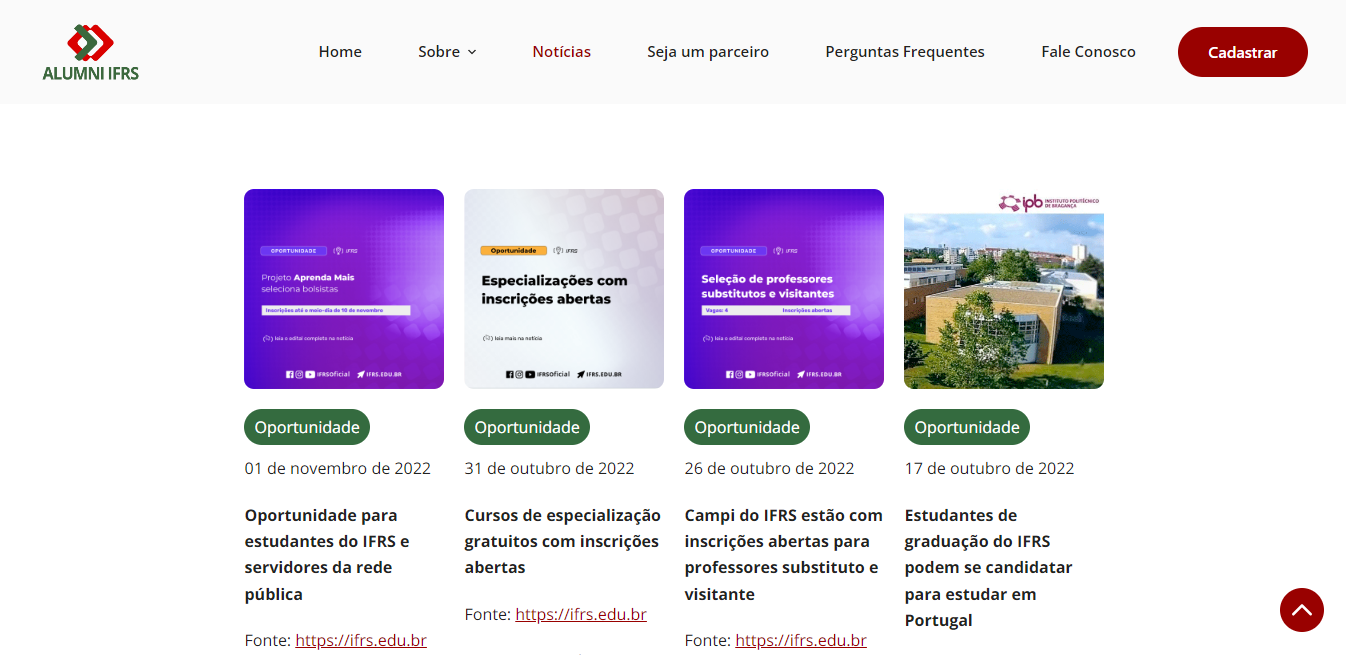 ALUMNI IFRS
Home
Sobre
Notícias
Seja um parceiro
Perguntas Frequentes
Fale Conosco
Cadastrar
OPORTUNIDADE
IFRS
Projeto Aprenda Mais
seleciona bolsistas
Inscrições até o meio-dia de 10 de novembro
leia o edital completo na notícia
IFRSOficial
IFRS.EDU.BR
Oportunidade
01 de novembro de 2022
Oportunidade para
estudantes do IFRS e
servidores da rede
pública
Fonte: https://ifrs.edu.br
Oportunidade
IFRS
Especializações com
inscrições abertas
leia mais na notícia
IFRSOficial
IFRS.EDU.BR
Oportunidade
31 de outubro de 2022
Cursos de especialização
gratuitos com inscrições
abertas
Fonte: https://ifrs.edu.br
OPORTUNIDADE
IFRS
Seleção de professores
substitutos e visitantes
Vagas: 4
Inscrições abertas
leia o edital completo na notícia
IFRSOficial
IFRS.EDU.BR
Oportunidade
26 de outubro de 2022
Campi do IFRS estão com
inscrições abertas para
professores substituto e
visitante
Fonte: https://ifrs.edu.br
ipb INSTITUTO POLITÉCNICO
DE BRAGANÇA
Oportunidade
17 de outubro de 2022
Estudantes de
graduação do IFRS
podem se candidatar
para estudar em
Portugal